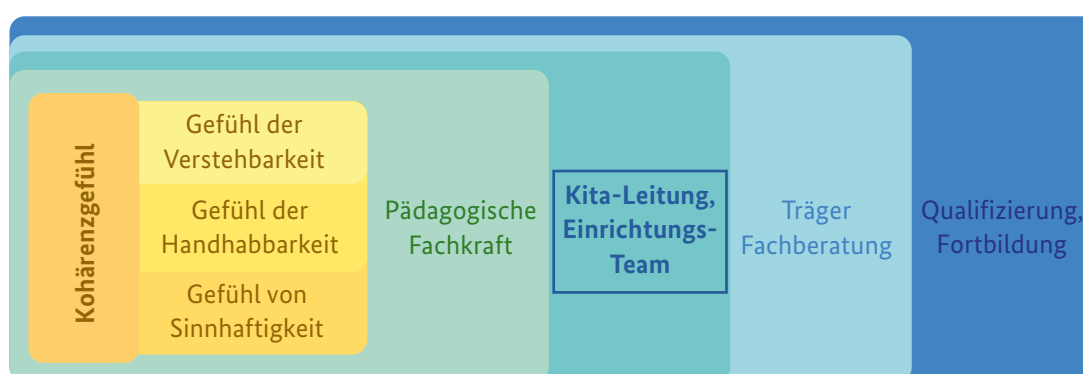 Kohärenzgefühl
Gefühl der
Verstehbarkeit
Gefühl der
Handhabbarkeit
Gefühl von
Sinnhaftigkeit
Pädagogische
Fachkraft
Kita-Leitung,
Einrichtungs-
Team
Träger
Fachberatung
Qualifizierung,
Fortbildung